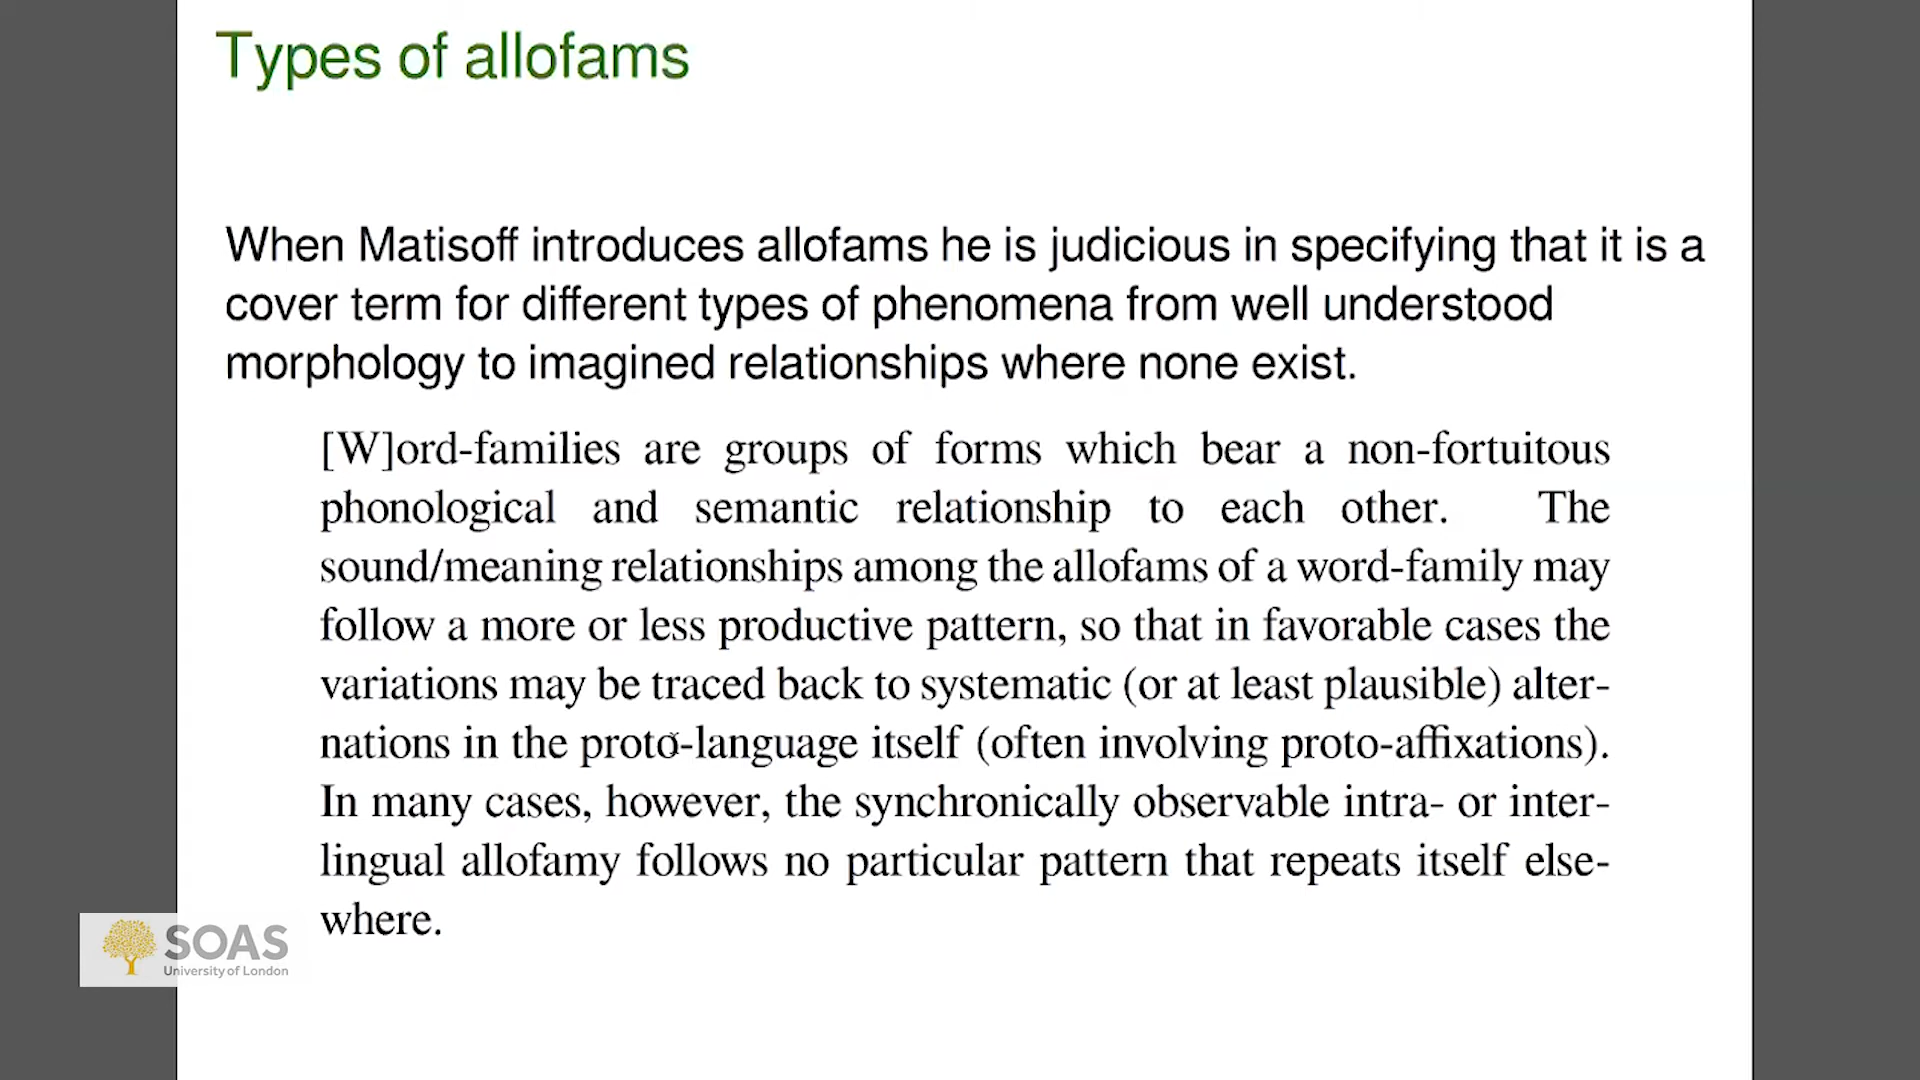 Types of allofams
When Matisoff introduces allofams he is judicious in specifying that it is a
cover term for different types of phenomena from well understood
morphology to imagined relationships where none exist.
[W]ord-families are groups of forms which bear a non-fortuitous
phonological and semantic relationship to each other. The
sound/meaning relationships among the allofams of a word-family may
follow a more or less productive pattern, so that in favorable cases the
variations may be traced back to systematic (or at least plausible) alter-
nations in the proto-language itself (often involving proto-affixations).
In many cases, however, the synchronically observable intra- or inter-
lingual allofamy follows no particular pattern that repeats itself else-
where.
SOAS
University of London